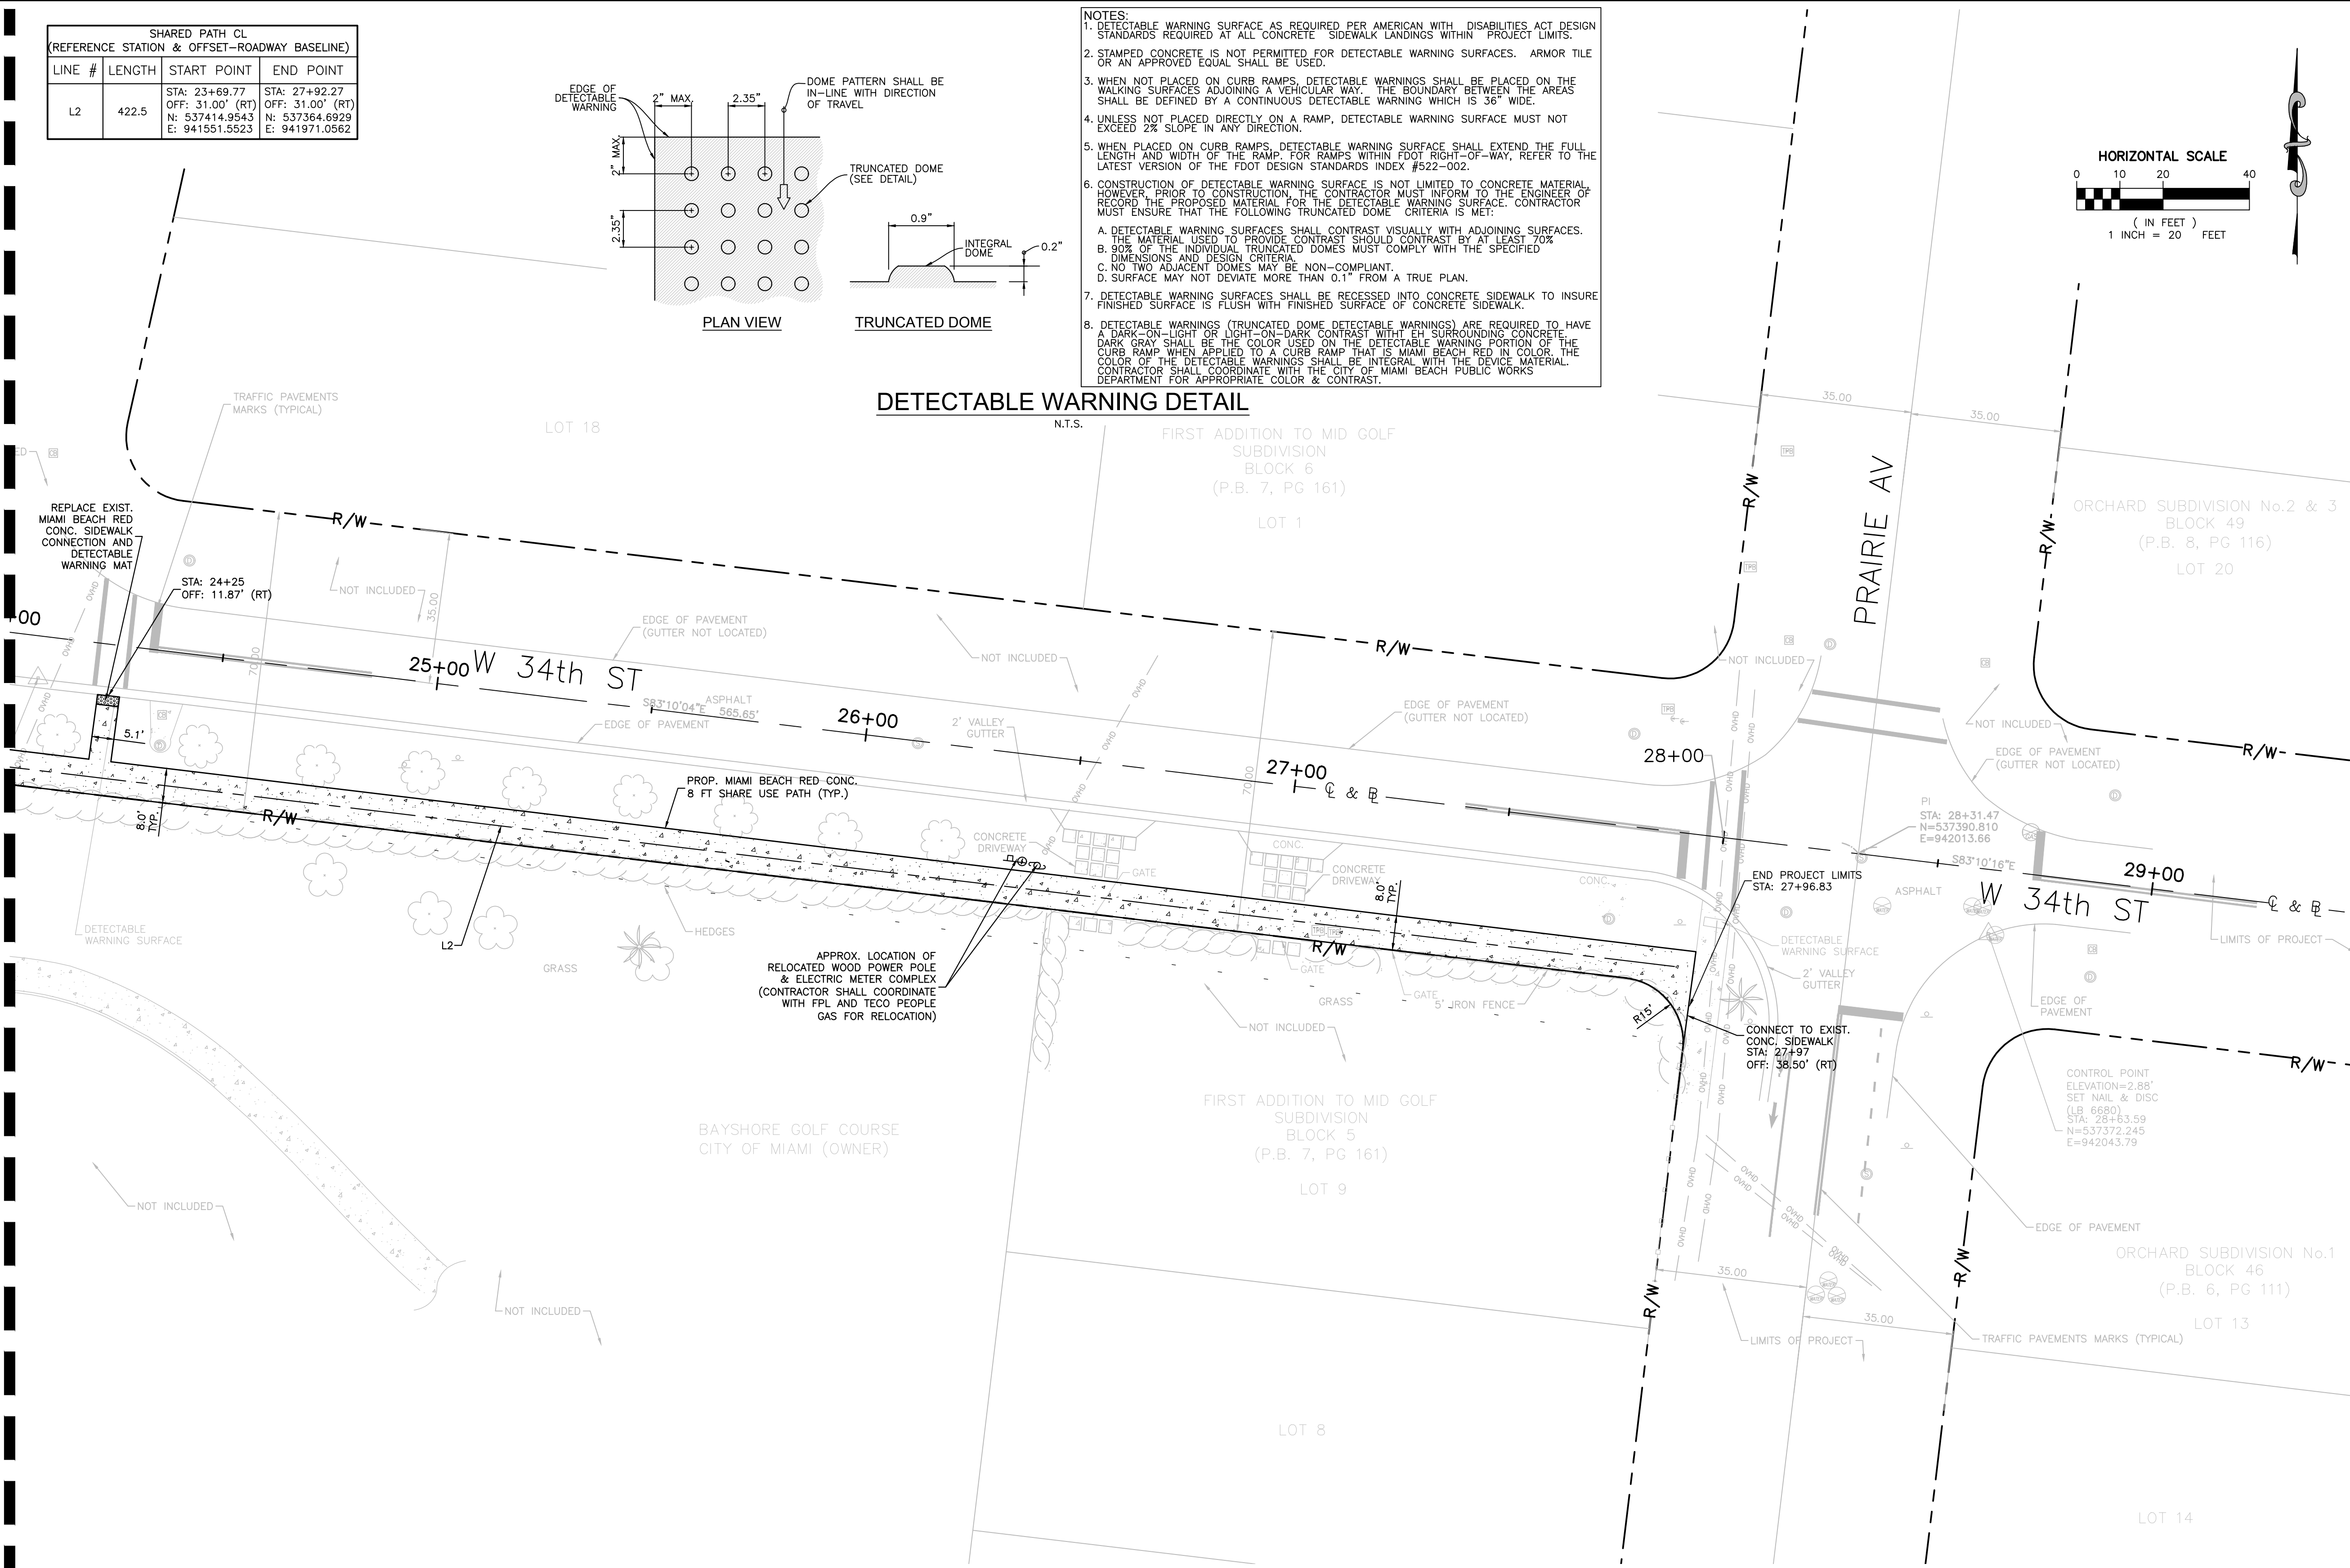 SHARED PATH CL
(REFERENCE STATION & OFFSET-ROADWAY BASELINE)
LINE # LENGTH START POINT END POINT
L2 422.5
STA: 23+69.77
OFF: 31.00' (RT)
N: 537414.9543
E: 941551.5523
STA: 27+92.27
OFF: 31.00' (RT)
N: 537364.6929
E: 941971.0562
EDGE OF
DETECTABLE
WARNING
2" MAX.
2.35"
DOME PATTERN SHALL BE
IN-LINE WITH DIRECTION
OF TRAVEL
2" MAX.
2.35"
TRUNCATED DOME
(SEE DETAIL)
0.9"
INTEGRAL
DOME
0.2"
PLAN VIEW
TRUNCATED DOME
DETECTABLE WARNING DETAIL
N.T.S.
NOTES:
1. DETECTABLE WARNING SURFACE AS REQUIRED PER AMERICAN WITH DISABILITIES ACT DESIGN
STANDARDS REQUIRED AT ALL CONCRETE SIDEWALK LANDINGS WITHIN PROJECT LIMITS.
2. STAMPED CONCRETE IS NOT PERMITTED FOR DETECTABLE WARNING SURFACES. ARMOR TILE
OR AN APPROVED EQUAL SHALL BE USED.
3. WHEN NOT PLACED ON CURB RAMPS, DETECTABLE WARNINGS SHALL BE PLACED ON THE
WALKING SURFACES ADJOINING A VEHICULAR WAY. THE BOUNDARY BETWEEN THE AREAS
SHALL BE DEFINED BY A CONTINUOUS DETECTABLE WARNING WHICH IS 36" WIDE.
4. UNLESS NOT PLACED DIRECTLY ON A RAMP, DETECTABLE WARNING SURFACE MUST NOT
EXCEED 2% SLOPE IN ANY DIRECTION.
5. WHEN PLACED ON CURB RAMPS, DETECTABLE WARNING SURFACE SHALL EXTEND THE FULL
LENGTH AND WIDTH OF THE RAMP. FOR RAMPS WITHIN FDOT RIGHT-OF-WAY, REFER TO THE
LATEST VERSION OF THE FDOT DESIGN STANDARDS INDEX #522-002.
6. CONSTRUCTION OF DETECTABLE WARNING SURFACE IS NOT LIMITED TO CONCRETE MATERIAL,
HOWEVER, PRIOR TO CONSTRUCTION, THE CONTRACTOR MUST INFORM TO THE ENGINEER OF
RECORD THE PROPOSED MATERIAL FOR THE DETECTABLE WARNING SURFACE. CONTRACTOR
MUST ENSURE THAT THE FOLLOWING TRUNCATED DOME CRITERIA IS MET:
A. DETECTABLE WARNING SURFACES SHALL CONTRAST VISUALLY WITH ADJOINING SURFACES.
THE MATERIAL USED TO PROVIDE CONTRAST SHOULD CONTRAST BY AT LEAST 70%
B. 90% OF THE INDIVIDUAL TRUNCATED DOMES MUST COMPLY WITH THE SPECIFIED
DIMENSIONS AND DESIGN CRITERIA.
C. NO TWO ADJACENT DOMES MAY BE NON-COMPLIANT.
D. SURFACE MAY NOT DEVIATE MORE THAN 0.1" FROM A TRUE PLAN.
7. DETECTABLE WARNING SURFACES SHALL BE RECESSED INTO CONCRETE SIDEWALK TO INSURE
FINISHED SURFACE IS FLUSH WITH FINISHED SURFACE OF CONCRETE SIDEWALK.
8. DETECTABLE WARNINGS (TRUNCATED DOME DETECTABLE WARNINGS) ARE REQUIRED TO HAVE
A DARK-ON-LIGHT OR LIGHT-ON-DARK CONTRAST WITHT EH SURROUNDING CONCRETE.
DARK GRAY SHALL BE THE COLOR USED ON THE DETECTABLE WARNING PORTION OF THE
CURB RAMP WHEN APPLIED TO A CURB RAMP THAT IS MIAMI BEACH RED IN COLOR. THE
COLOR OF THE DETECTABLE WARNINGS SHALL BE INTEGRAL WITH THE DEVICE MATERIAL.
CONTRACTOR SHALL COORDINATE WITH THE CITY OF MIAMI BEACH PUBLIC WORKS
DEPARTMENT FOR APPROPRIATE COLOR & CONTRAST.
HORIZONTAL SCALE
0 10 20 40
( IN FEET )
1 INCH = 20 FEET
TRAFFIC PAVEMENTS
MARKS (TYPICAL)
LOT 18
FIRST ADDITION TO MID GOLF
SUBDIVISION
BLOCK 6
(P.B. 7, PG 161)
LOT 1
35.00
35.00
PRAIRIE AV
ORCHARD SUBDIVISION No.2 & 3
BLOCK 49
(P.B. 8, PG 116)
LOT 20
REPLACE EXIST.
MIAMI BEACH RED
CONC. SIDEWALK
CONNECTION AND
DETECTABLE
WARNING MAT
STA: 24+25
OFF: 11.87' (RT)
R/W
NOT INCLUDED
35.00
70.00
EDGE OF PAVEMENT
(GUTTER NOT LOCATED)
NOT INCLUDED
R/W
R/W
R/W
NOT INCLUDED
EDGE OF PAVEMENT
(GUTTER NOT LOCATED)
NOT INCLUDED
R/W
EDGE OF PAVEMENT
(GUTTER NOT LOCATED)
+00
25+00
W 34th ST
ASPHALT
S83°10'04"E 565.65'
EDGE OF PAVEMENT
26+00
2' VALLEY
GUTTER
27+00
℄ & BL
28+00
70.00
PI
STA: 28+31.47
N=537390.810
E=942013.66
S83°10'16"E
29+00
ASPHALT
W 34th ST
℄ & BL
LIMITS OF PROJECT
5.1'
8.0'
TYP.
R/W
PROP. MIAMI BEACH RED CONC.
8 FT SHARE USE PATH (TYP.)
CONCRETE
DRIVEWAY
GATE
CONC.
CONCRETE
DRIVEWAY
8.0'
TYP.
CONC.
END PROJECT LIMITS
STA: 27+96.83
DETECTABLE
WARNING SURFACE
L2
GRASS
HEDGES
APPROX. LOCATION OF
RELOCATED WOOD POWER POLE
& ELECTRIC METER COMPLEX
(CONTRACTOR SHALL COORDINATE
WITH FPL AND TECO PEOPLE
GAS FOR RELOCATION)
R/W
GATE
GRASS
GATE
5' IRON FENCE
NOT INCLUDED
R15'
DETECTABLE
WARNING SURFACE
2' VALLEY
GUTTER
CONNECT TO EXIST.
CONC. SIDEWALK
STA: 27+97
OFF: 38.50' (RT)
EDGE OF
PAVEMENT
R/W
CONTROL POINT
ELEVATION=2.88'
SET NAIL & DISC
(LB 6680)
STA: 28+63.59
N=537372.245
E=942043.79
BAYSHORE GOLF COURSE
CITY OF MIAMI (OWNER)
FIRST ADDITION TO MID GOLF
SUBDIVISION
BLOCK 5
(P.B. 7, PG 161)
LOT 9
NOT INCLUDED
NOT INCLUDED
OVHD
OVHD
EDGE OF PAVEMENT
ORCHARD SUBDIVISION No.1
BLOCK 46
(P.B. 6, PG 111)
LOT 13
R/W
R/W
35.00
35.00
LIMITS OF PROJECT
TRAFFIC PAVEMENTS MARKS (TYPICAL)
LOT 8
LOT 14